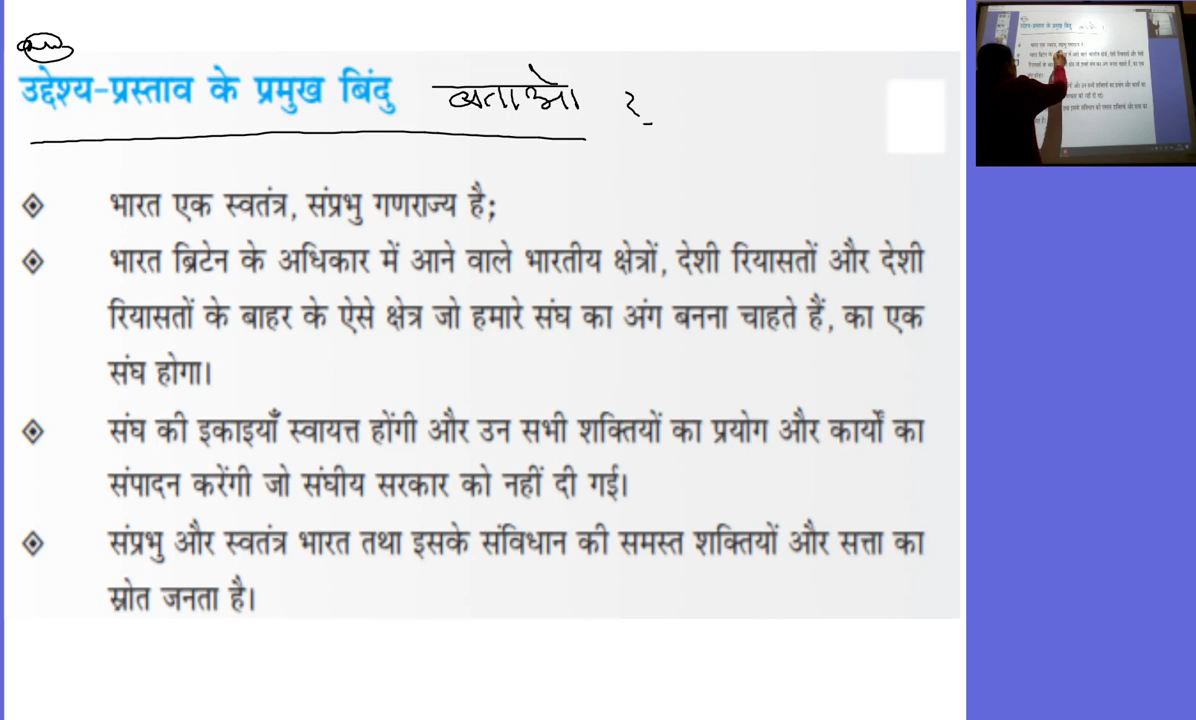 उद्देश्य-प्रस्ताव के प्रमुख बिंदु बताओ ?
भारत एक स्वतंत्र, संप्रभु गणराज्य है;
भारत ब्रिटेन के अधिकार में आने वाले भारतीय क्षेत्रों, देशी रियासतों और देशी
रियासतों के बाहर के ऐसे क्षेत्र जो हमारे संघ का अंग बनना चाहते हैं, का एक
संघ होगा।
संघ की इकाइयाँ स्वायत्त होंगी और उन सभी शक्तियों का प्रयोग और कार्यों का
संपादन करेंगी जो संघीय सरकार को नहीं दी गई।
संप्रभु और स्वतंत्र भारत तथा इसके संविधान की समस्त शक्तियों और सत्ता का
स्रोत जनता है।